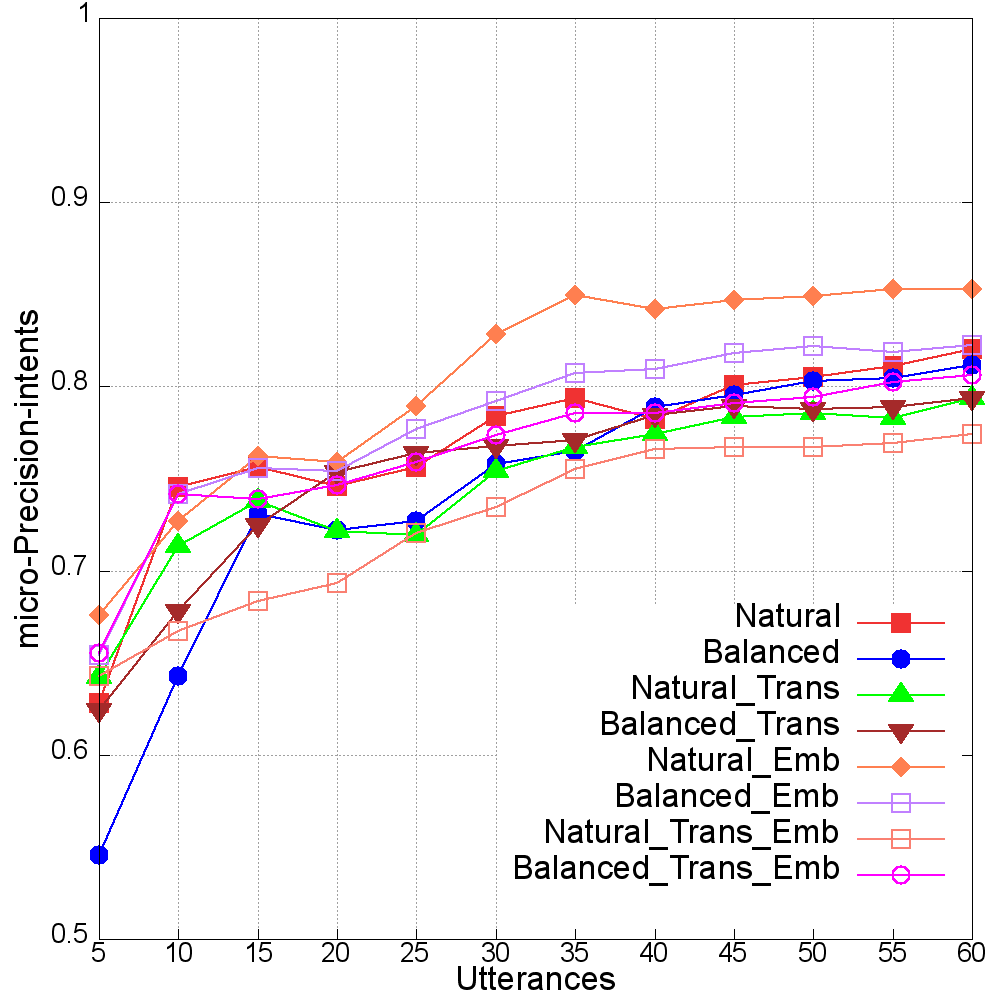 1
0.9
0.8
0.7
0.6
0.5
micro-Precision-intents
5 10 15 20 25 30 35 40 45 50 55 60
Utterances
Natural
Balanced
Natural_Trans
Balanced_Trans
Natural_Emb
Balanced_Emb
Natural_Trans_Emb
Balanced_Trans_Emb